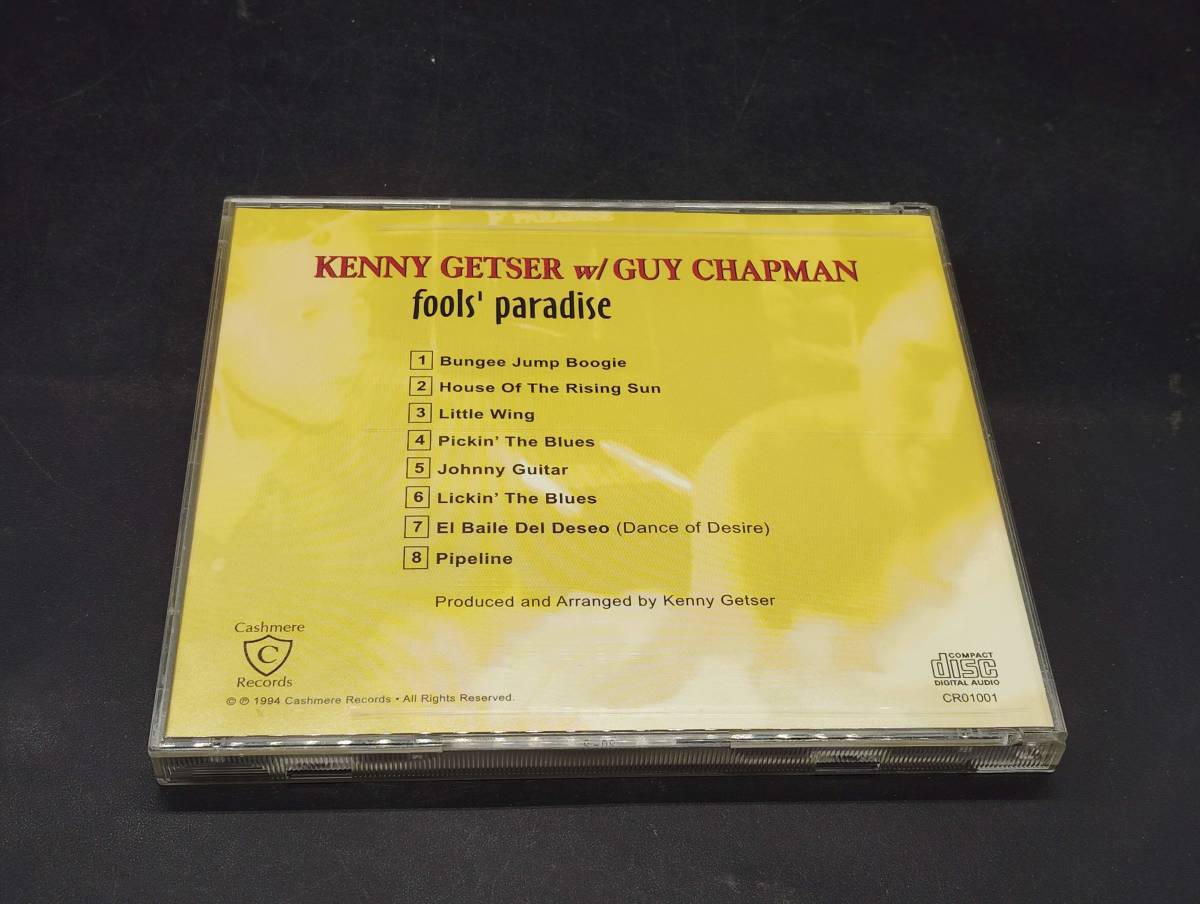 PARADISE
KENNY GETSER w/ GUY CHAPMAN
fools' paradise
1 Bungee Jump Boogie
2 House Of The Rising Sun
3 Little Wing
4 Pickin' The Blues
5 Johnny Guitar
6 Lickin' The Blues
7 El Baile Del Deseo (Dance of Desire)
8 Pipeline
Produced and Arranged by Kenny Getser
Cashmere
C
Records
© ℗ 1994 Cashmere Records • All Rights Reserved.
COMPACT
disc
DIGITAL AUDIO
CR01001